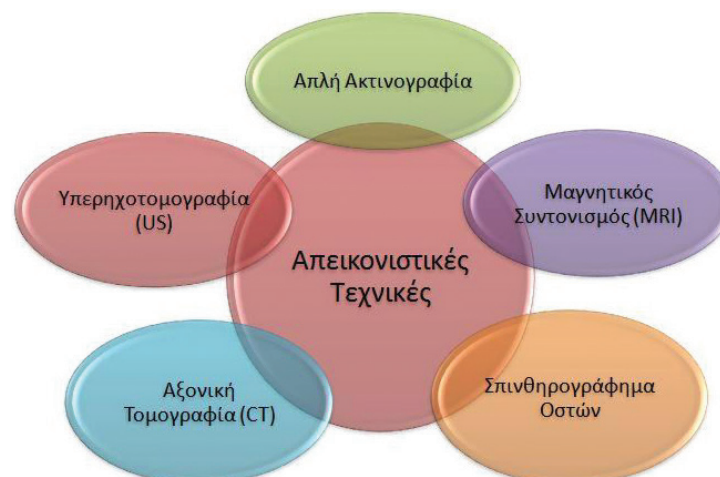 Απλή Ακτινογραφία
Υπερηχοτομογραφία
(US)
Μαγνητικός
Συντονισμός (MRI)
Απεικονιστικές
Τεχνικές
Αξονική
Τομογραφία (CT)
Σπινθηρογράφημα
Οστών